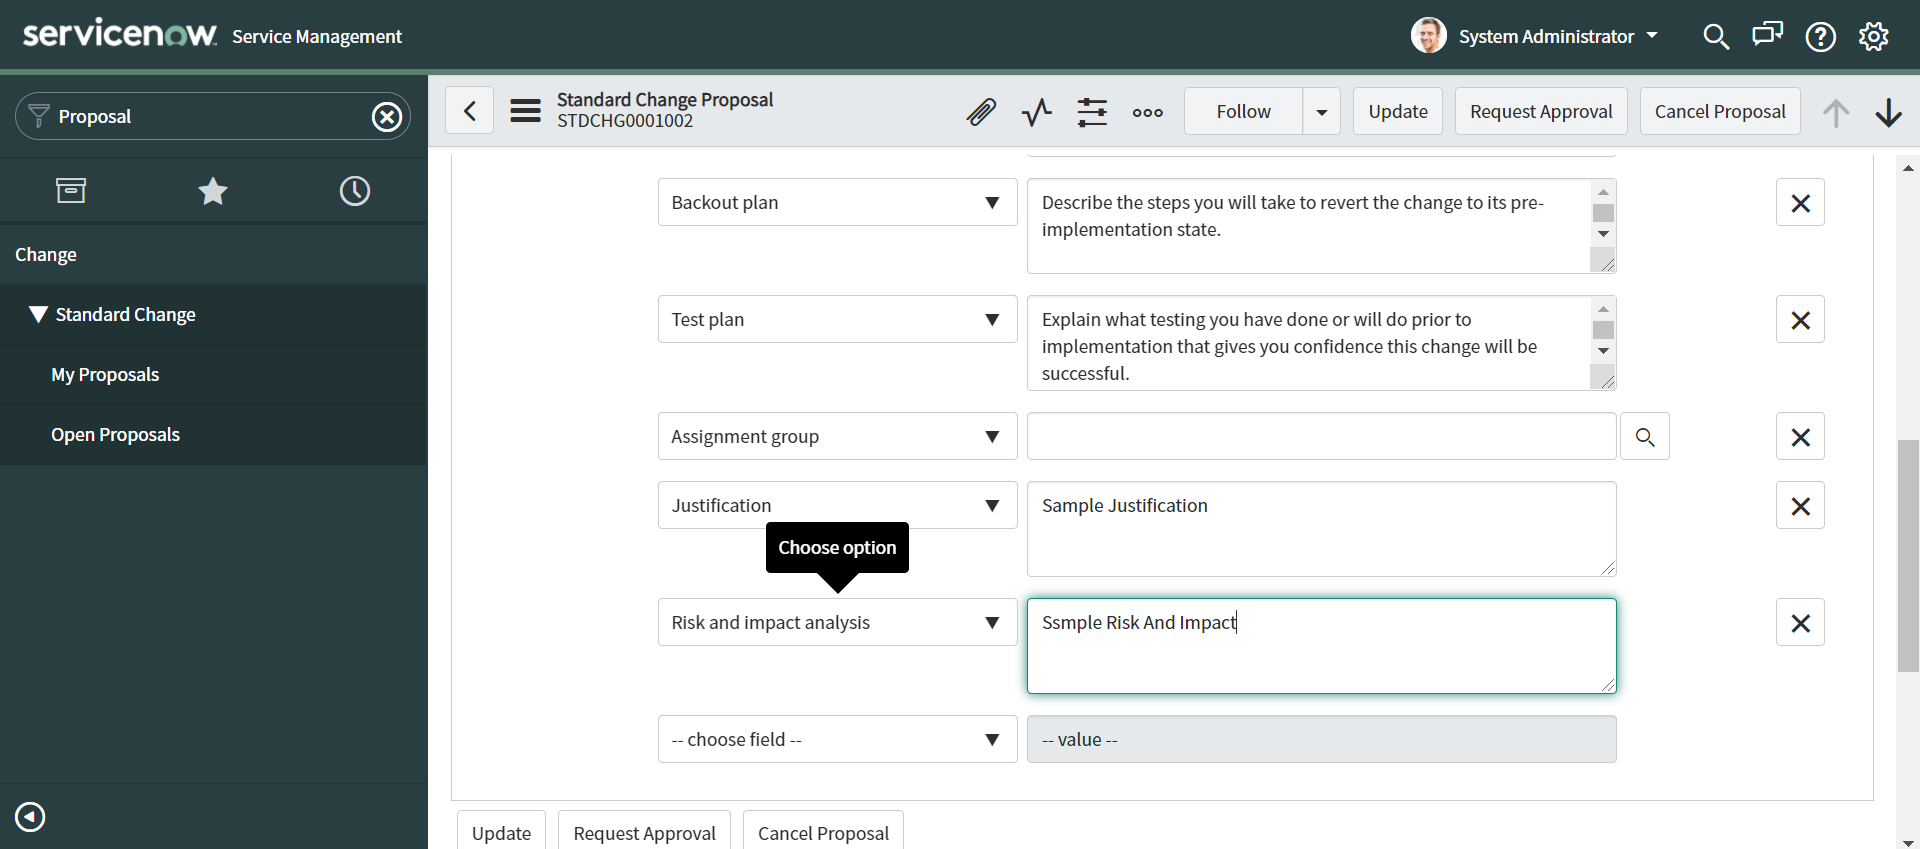 servicenow Service Management
System Administrator
Proposal
Standard Change Proposal
STDCHG0001002
Follow
Update
Request Approval
Cancel Proposal
Change
Standard Change
My Proposals
Open Proposals
Backout plan
Describe the steps you will take to revert the change to its pre-
implementation state.
Test plan
Explain what testing you have done or will do prior to
implementation that gives you confidence this change will be
successful.
Assignment group
Justification
Sample Justification
Choose option
Risk and impact analysis
Ssmple Risk And Impact
-- choose field --
-- value --
Update
Request Approval
Cancel Proposal